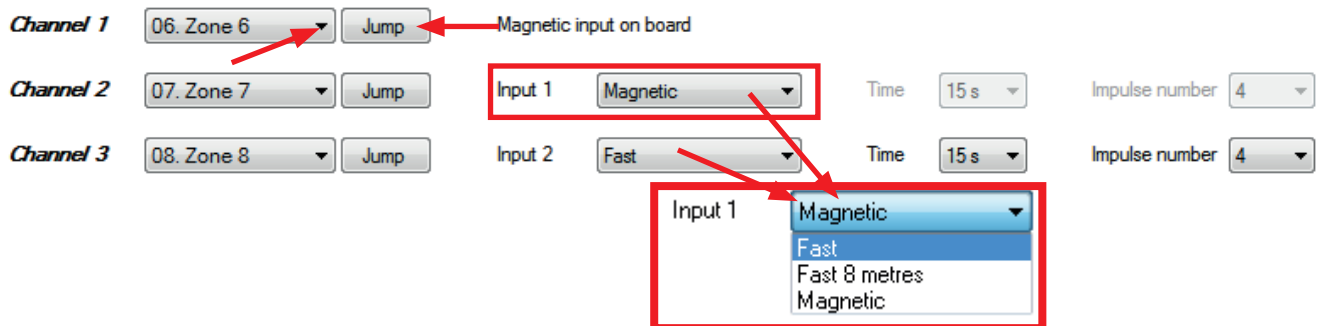 Channel 1 06. Zone 6 Jump Magnetic input on board
Channel 2 07. Zone 7 Jump Input 1 Magnetic Time 15 s Impulse number 4
Channel 3 08. Zone 8 Jump Input 2 Fast Time 15 s Impulse number 4
Input 1 Magnetic
Fast
Fast 8 metres
Magnetic